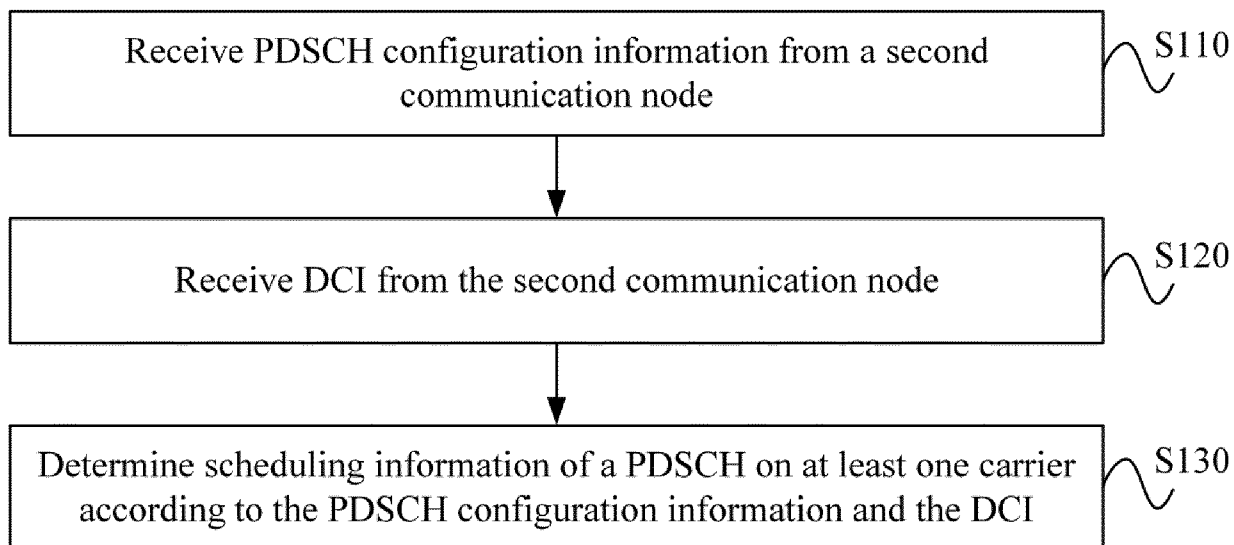 Receive PDSCH configuration information from a second
communication node
S110
Receive DCI from the second communication node
S120
Determine scheduling information of a PDSCH on at least one carrier
according to the PDSCH configuration information and the DCI
S130